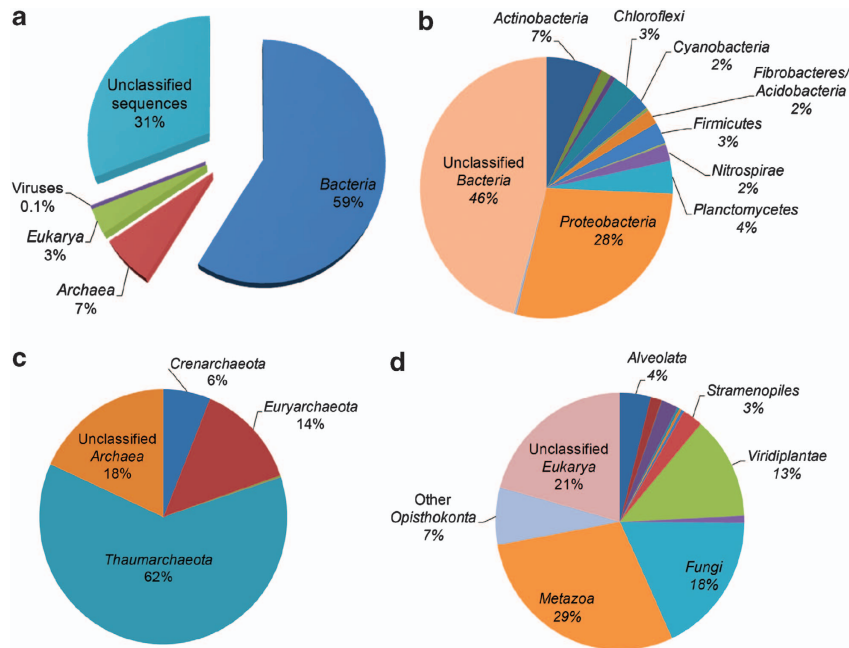 a
Unclassified
sequences
31%
Viruses
0.1%
Eukarya
3%
Archaea
7%
Bacteria
59%
b
Actinobacteria
7%
Chloroflexi
3%
Cyanobacteria
2%
Fibrobacteres/
Acidobacteria
2%
Firmicutes
3%
Nitrospirae
2%
Planctomycetes
4%
Proteobacteria
28%
Unclassified
Bacteria
46%
c
Crenarchaeota
6%
Euryarchaeota
14%
Unclassified
Archaea
18%
Thaumarchaeota
62%
d
Alveolata
4%
Stramenopiles
3%
Viridiplantae
13%
Unclassified
Eukarya
21%
Other
Opisthokonta
7%
Fungi
18%
Metazoa
29%